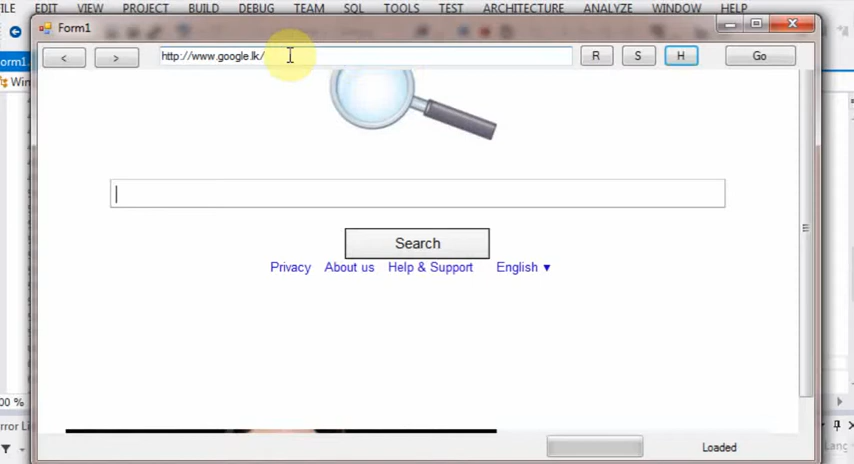 FILE EDIT VIEW PROJECT BUILD DEBUG TEAM SQL TOOLS TEST ARCHITECTURE ANALYZE WINDOW HELP
Form1
< > http://www.google.lk/ R S H Go
Search
Privacy About us Help & Support English ▼
Loaded